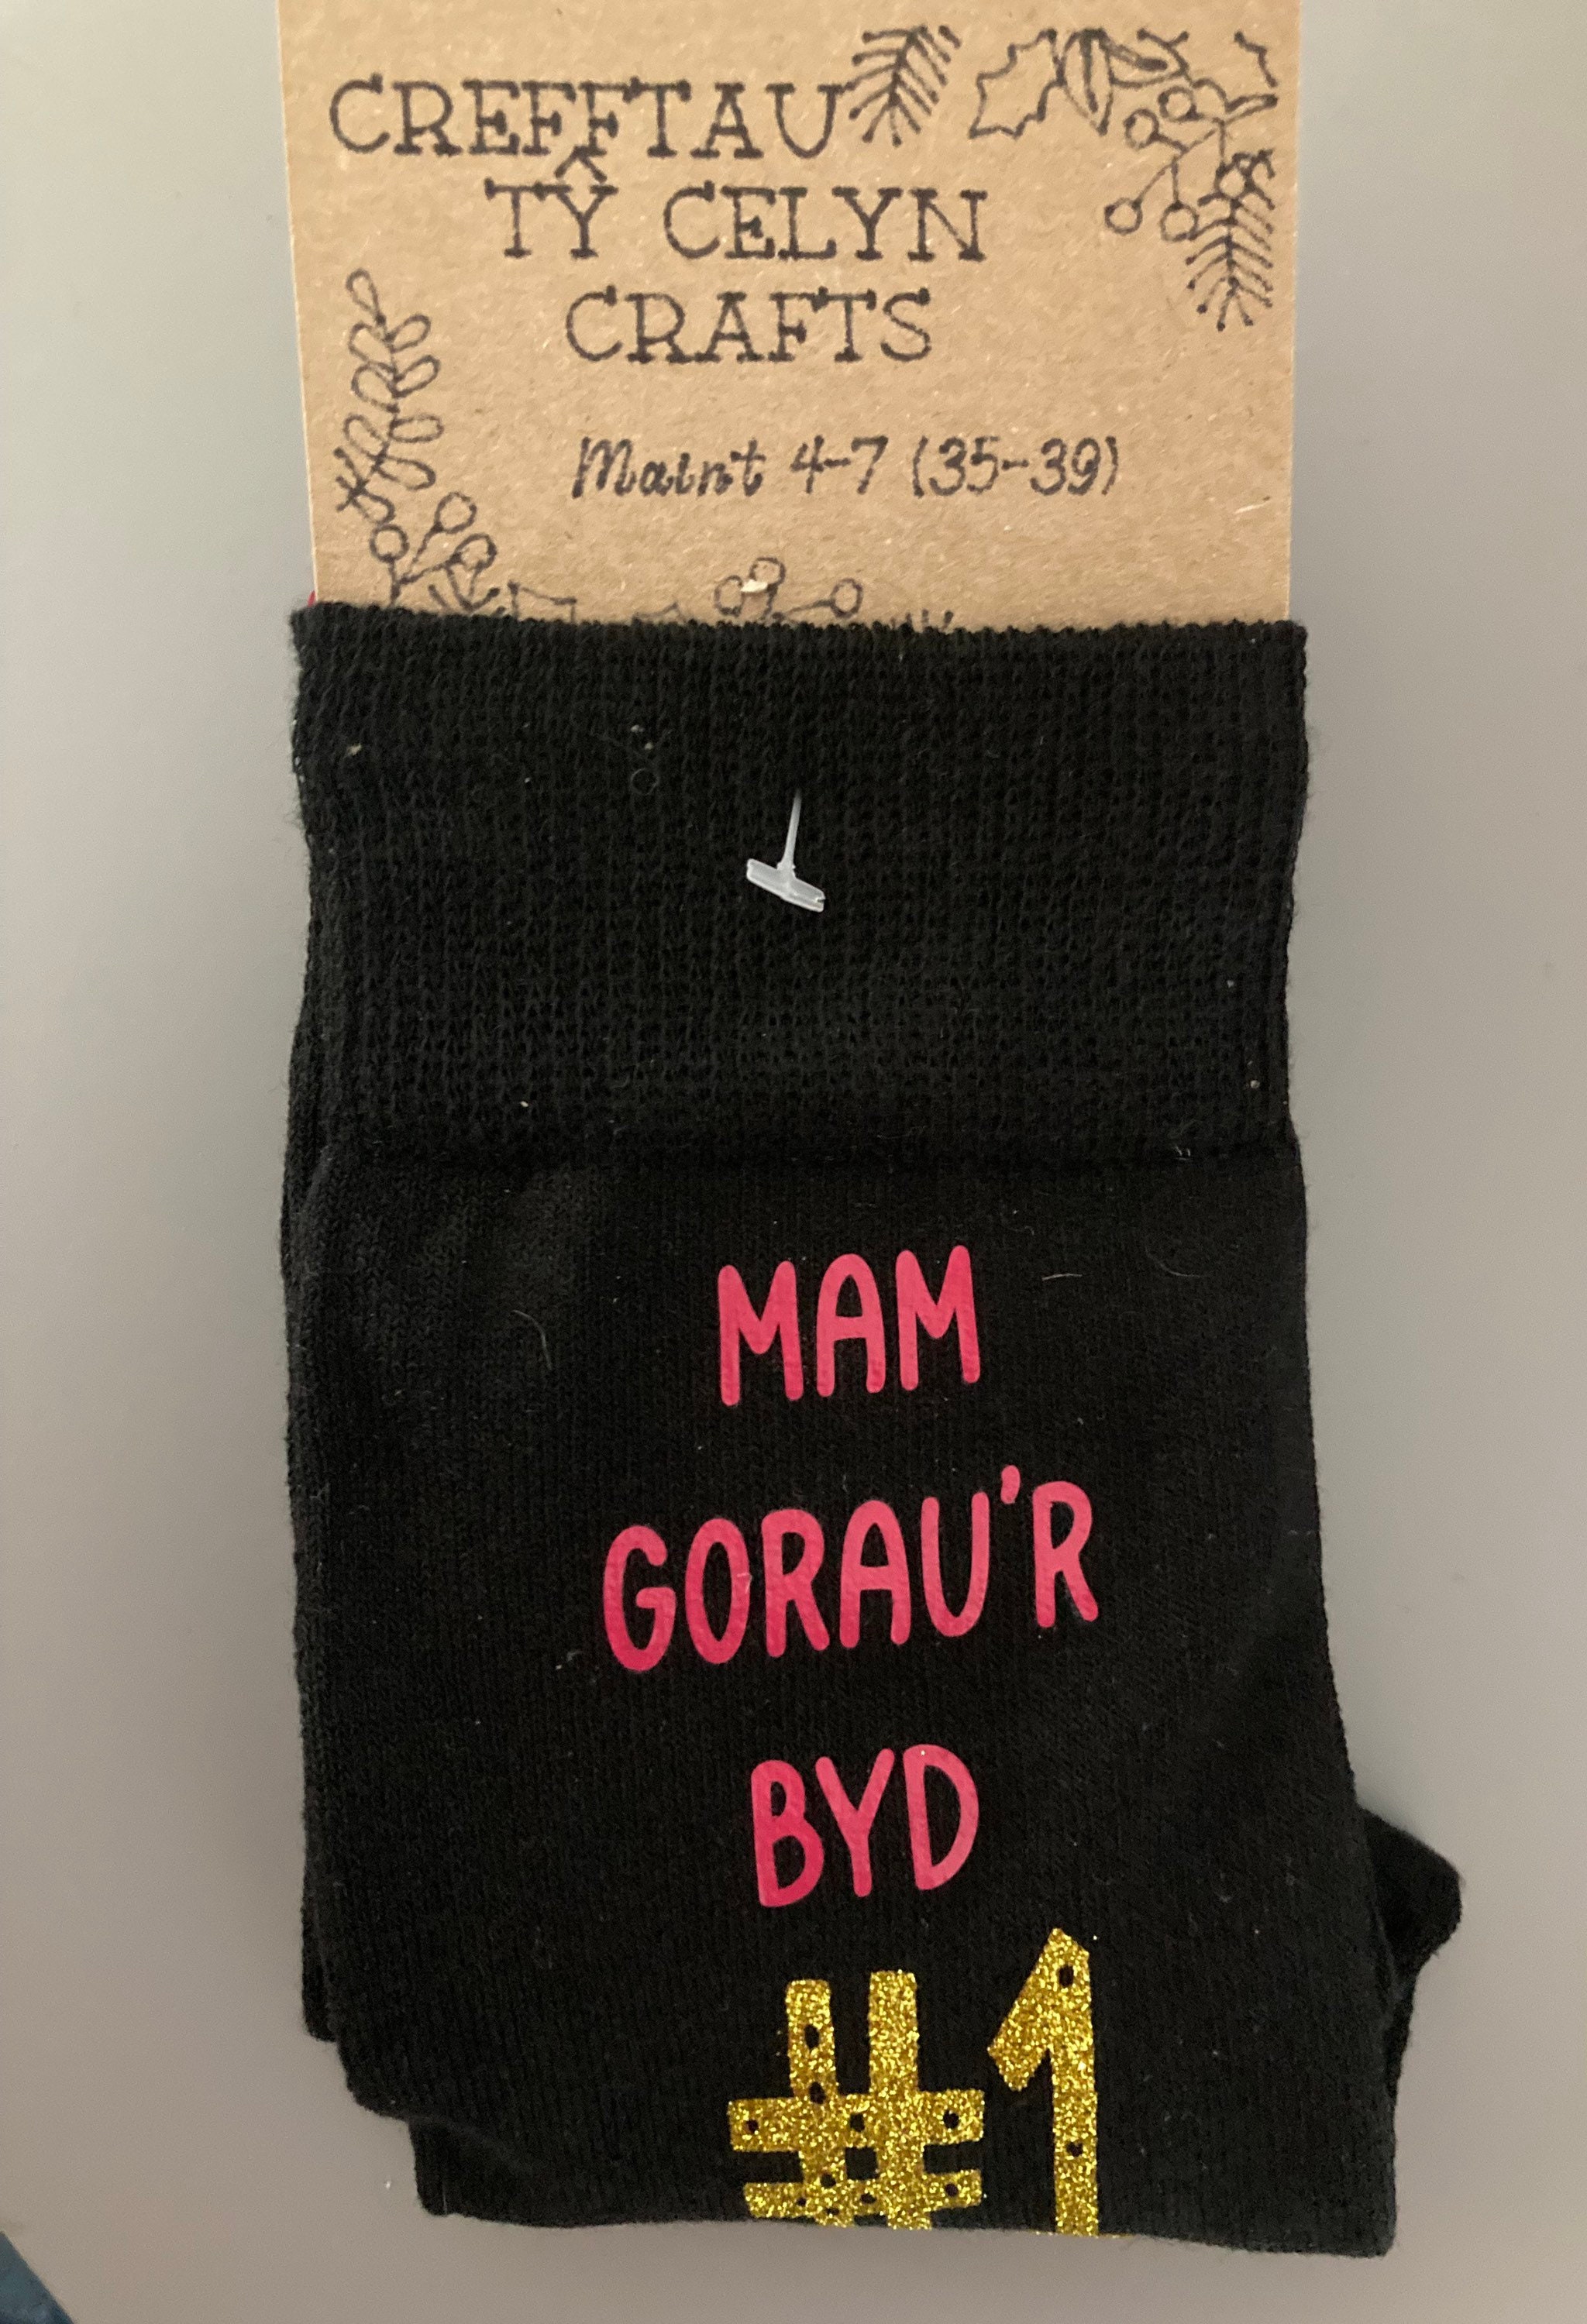 CREFFTAU
TŶ CELYN
CRAFTS
Maint 4-7 (35-39)
MAM
GORAU'R
BYD
#1